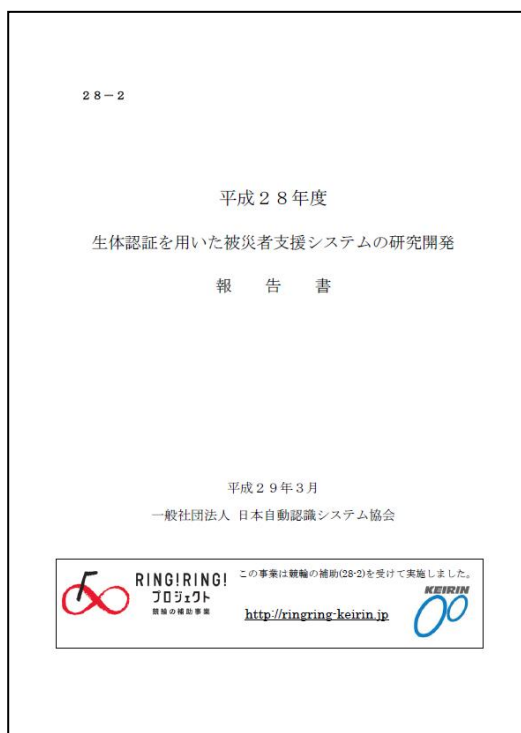 ２８－２
平成２８年度
生体認証を用いた被災者支援システムの研究開発
報　告　書
平成２９年３月
一般社団法人 日本自動認識システム協会
この事業は競輪の補助(28-2)を受けて実施しました。
RING!RING!
プロジェクト
競輪の補助事業
http://ringring-keirin.jp
KEIRIN